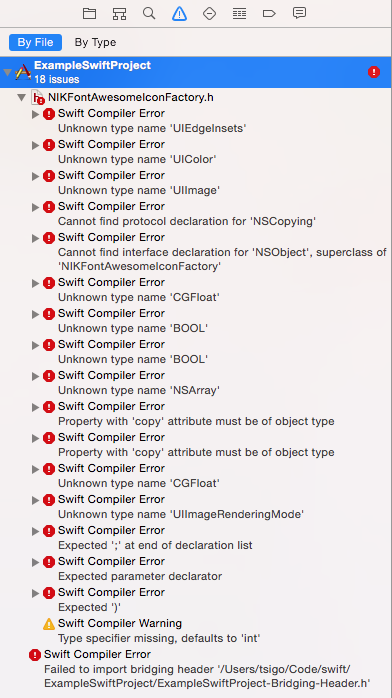 By File By Type
ExampleSwiftProject
18 issues
NIKFontAwesomeIconFactory.h
Swift Compiler Error
Unknown type name 'UIEdgeInsets'
Swift Compiler Error
Unknown type name 'UIColor'
Swift Compiler Error
Unknown type name 'UIImage'
Swift Compiler Error
Cannot find protocol declaration for 'NSCopying'
Swift Compiler Error
Cannot find interface declaration for 'NSObject', superclass of
'NIKFontAwesomeIconFactory'
Swift Compiler Error
Unknown type name 'CGFloat'
Swift Compiler Error
Unknown type name 'BOOL'
Swift Compiler Error
Unknown type name 'BOOL'
Swift Compiler Error
Unknown type name 'NSArray'
Swift Compiler Error
Property with 'copy' attribute must be of object type
Swift Compiler Error
Property with 'copy' attribute must be of object type
Swift Compiler Error
Unknown type name 'CGFloat'
Swift Compiler Error
Unknown type name 'UIImageRenderingMode'
Swift Compiler Error
Expected ';' at end of declaration list
Swift Compiler Error
Expected parameter declarator
Swift Compiler Error
Expected ')'
Swift Compiler Warning
Type specifier missing, defaults to 'int'
Swift Compiler Error
Failed to import bridging header '/Users/tsigo/Code/swift/
ExampleSwiftProject/ExampleSwiftProject-Bridging-Header.h'